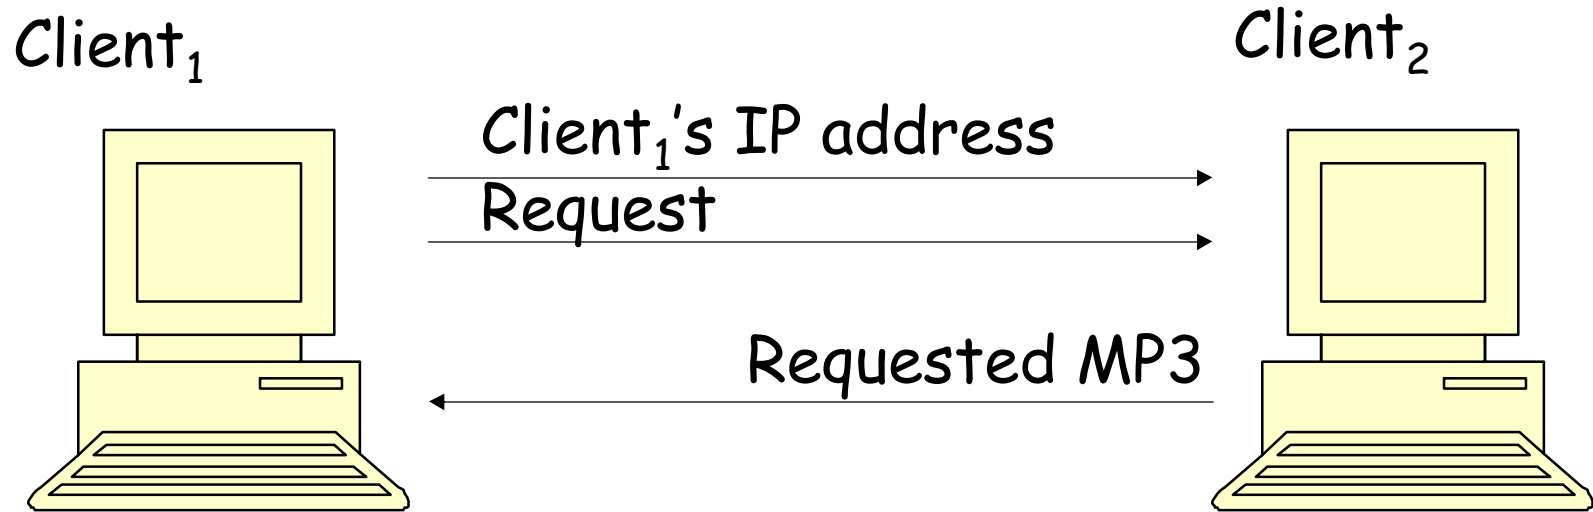 Client₁
Client₂
Client₁'s IP address
Request
Requested MP3